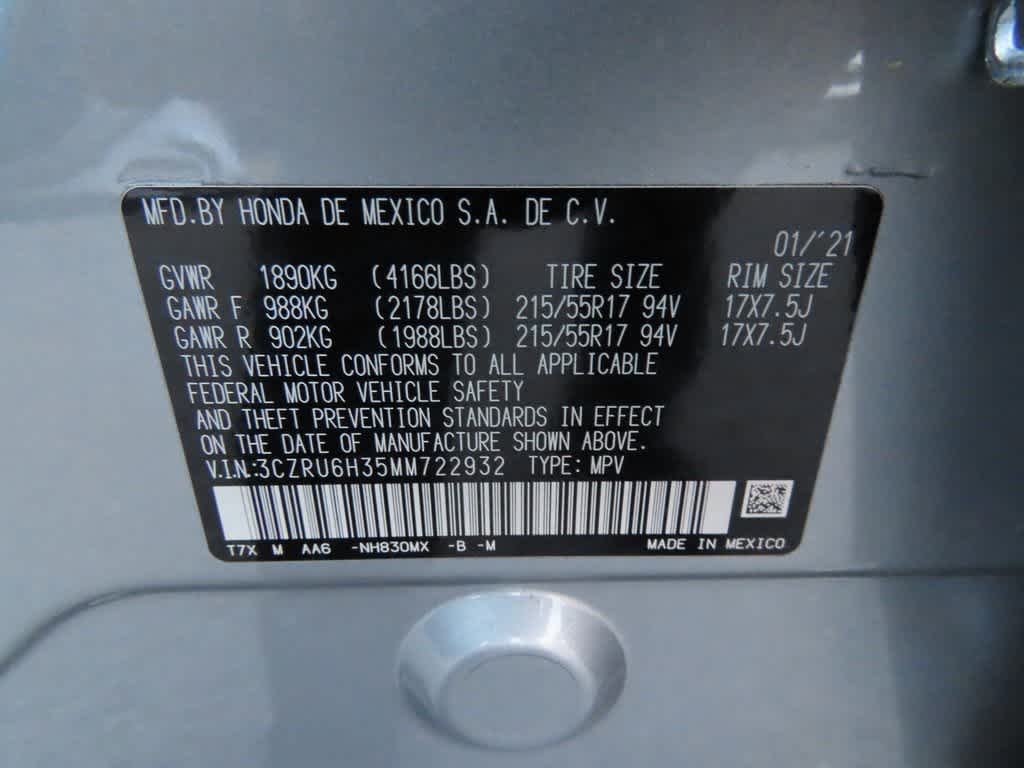 MFD.BY HONDA DE MEXICO S.A. DE C.V.
01/'21
GVWR 1890KG (4166LBS) TIRE SIZE RIM SIZE
GAWR F 988KG (2178LBS) 215/55R17 94V 17X7.5J
GAWR R 902KG (1988LBS) 215/55R17 94V 17X7.5J
THIS VEHICLE CONFORMS TO ALL APPLICABLE
FEDERAL MOTOR VEHICLE SAFETY
AND THEFT PREVENTION STANDARDS IN EFFECT
ON THE DATE OF MANUFACTURE SHOWN ABOVE.
V.I.N.:3CZRU6H35MM722932 TYPE: MPV
T7X M AA6 -NH830MX -B -M MADE IN MEXICO